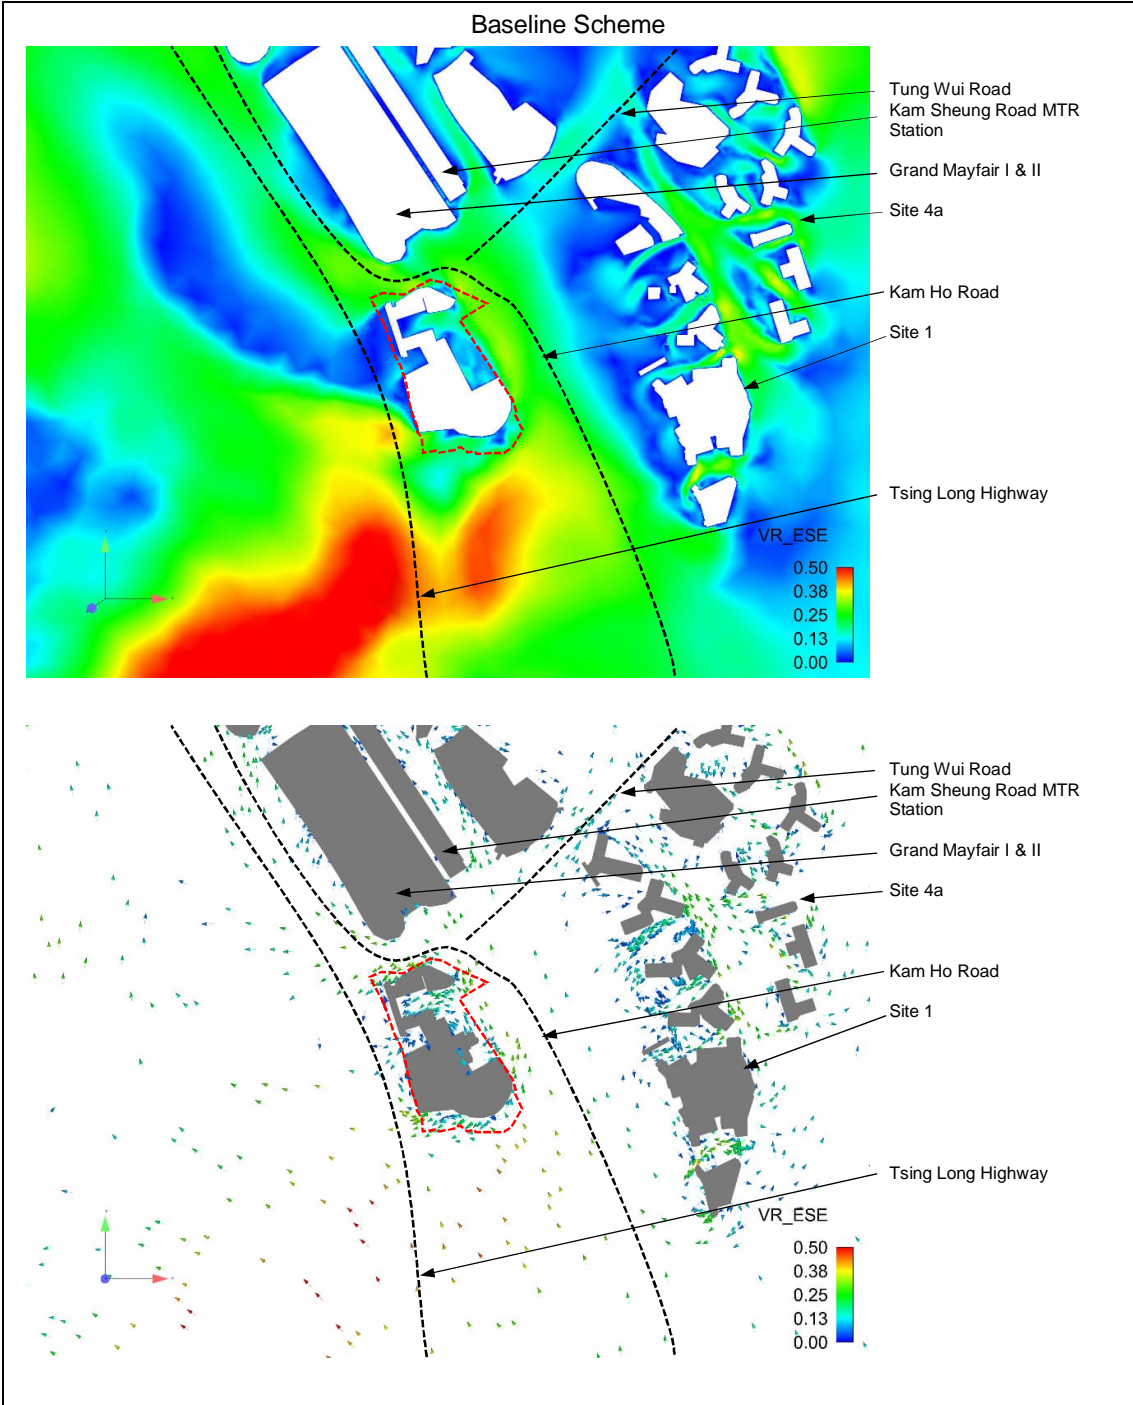 Baseline Scheme
Tung Wui Road
Kam Sheung Road MTR
Station
Grand Mayfair I & II
Site 4a
Kam Ho Road
Site 1
Tsing Long Highway
VR_ESE
0.50
0.38
0.25
0.13
0.00
Tung Wui Road
Kam Sheung Road MTR
Station
Grand Mayfair I & II
Site 4a
Kam Ho Road
Site 1
Tsing Long Highway
VR_ESE
0.50
0.38
0.25
0.13
0.00